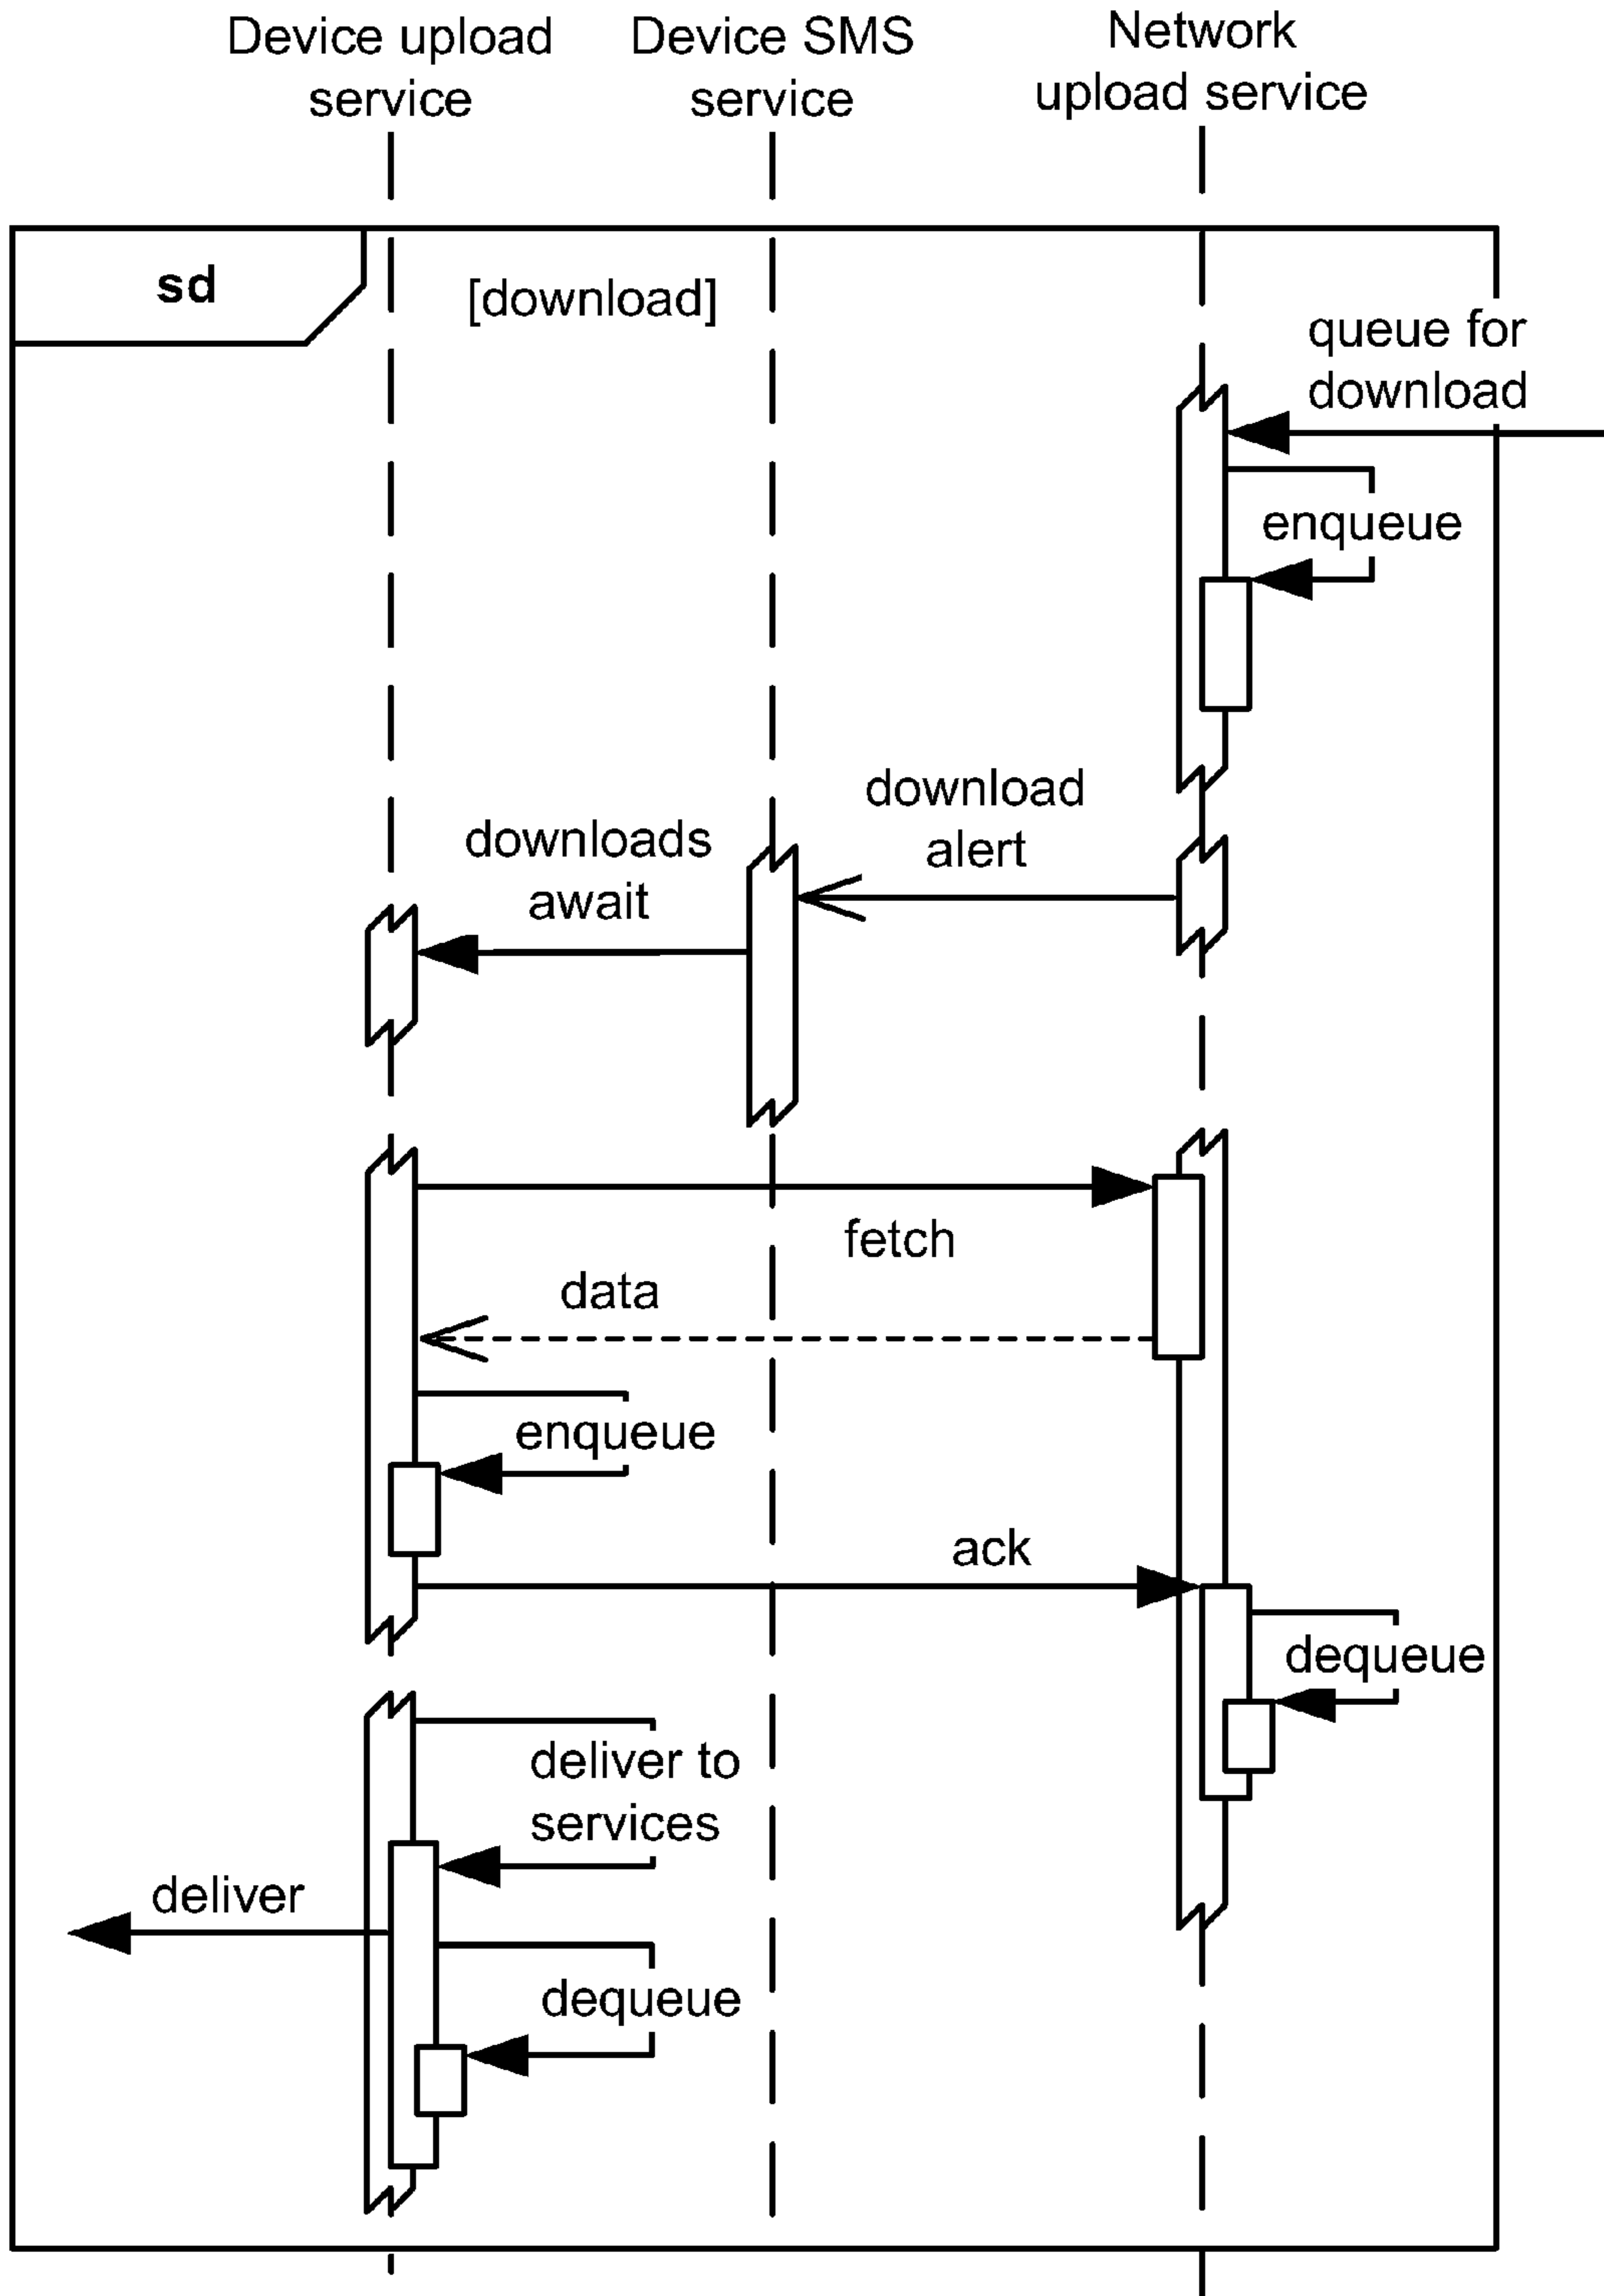 Device upload
service
Device SMS
service
Network
upload service
sd
[download]
queue for
download
enqueue
download
alert
downloads
await
fetch
data
enqueue
ack
dequeue
deliver to
services
deliver
dequeue